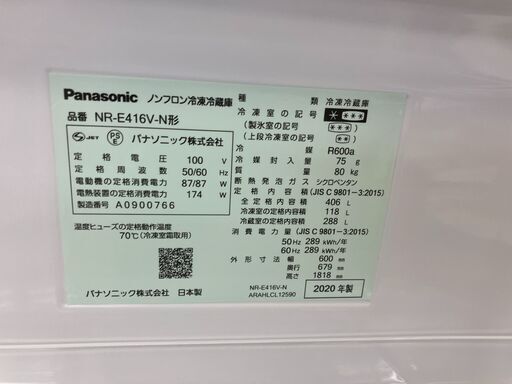 Panasonic ノンフロン冷凍冷蔵庫
品番 NR-E416V-N形
JET PSE パナソニック株式会社
定格電圧 100 V
定格周波数 50/60 Hz
電動機の定格消費電力 87/87 W
電熱装置の定格消費電力 174 W
製造番号 A0900766
温度ヒューズの定格動作温度
70℃(冷凍室霜取用)
パナソニック株式会社 日本製
種類 冷凍冷蔵庫
冷凍室の記号
(製氷室の記号
(上段冷凍室の記号
冷媒 R600a
冷媒封入量 75 g
質量 80 kg
断熱発泡ガス シクロペンタン
定格内容積(JIS C 9801-3:2015)
全定格内容積 406 L
冷凍室の定格内容積 118 L
冷蔵室の定格内容積 288 L
消費電力量(JIS C 9801-3:2015)
50 Hz 289 kWh/年
60 Hz 289 kWh/年
外形寸法 幅 600 mm
奥行 679 mm
高さ 1818 mm
NR-E416V-N
ARAHLCL12590
2020 年製